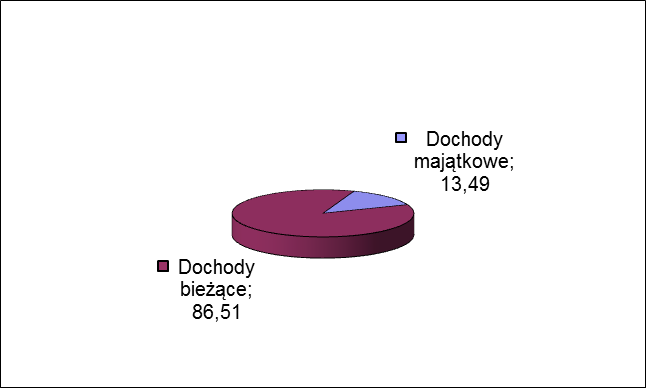 Dochody
majątkowe;
13,49
Dochody
bieżące;
86,51